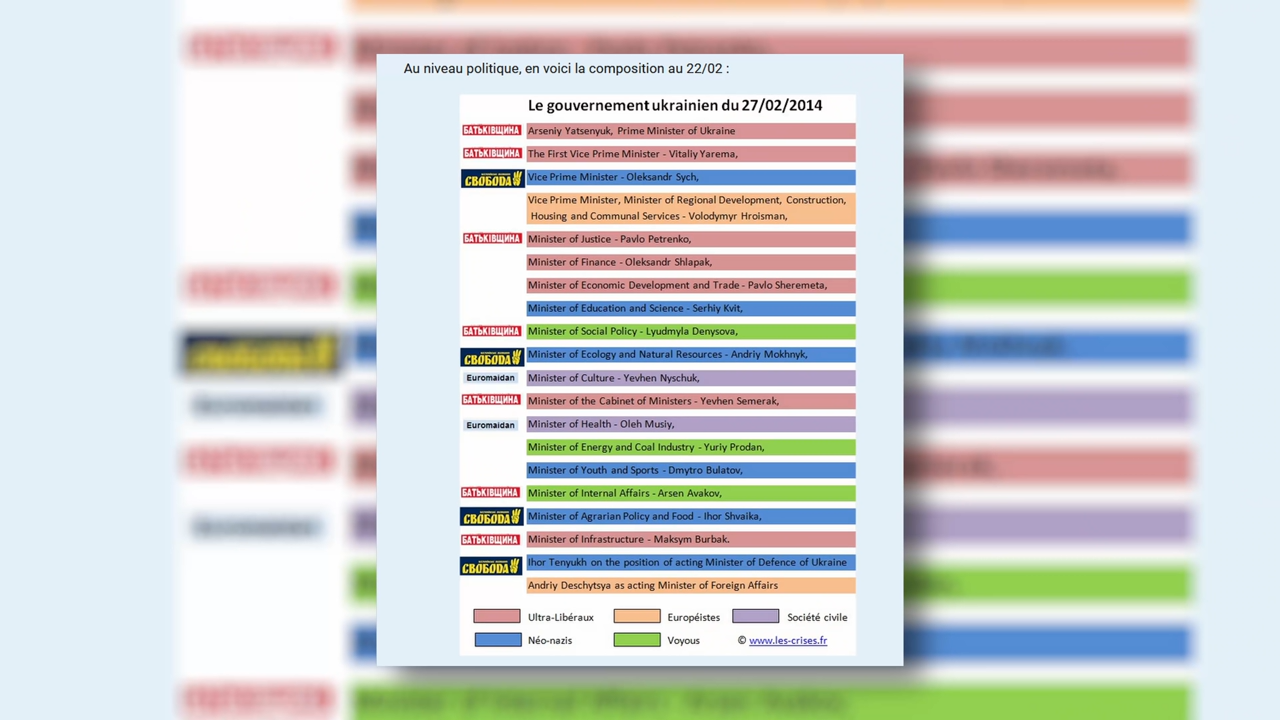 Au niveau politique, en voici la composition au 22/02 :
Le gouvernement ukrainien du 27/02/2014
БАТЬКІВЩИНА Arseniy Yatsenyuk, Prime Minister of Ukraine
БАТЬКІВЩИНА The First Vice Prime Minister - Vitaliy Yarema,
СВОБОДА Vice Prime Minister - Oleksandr Sych,
Vice Prime Minister, Minister of Regional Development, Construction,
Housing and Communal Services - Volodymyr Hroisman,
БАТЬКІВЩИНА Minister of Justice - Pavlo Petrenko,
Minister of Finance - Oleksandr Shlapak,
Minister of Economic Development and Trade - Pavlo Sheremeta,
Minister of Education and Science - Serhiy Kvit,
БАТЬКІВЩИНА Minister of Social Policy - Lyudmyla Denysova,
СВОБОДА Minister of Ecology and Natural Resources - Andriy Mokhnyk,
Euromaidan Minister of Culture - Yevhen Nyschuk,
БАТЬКІВЩИНА Minister of the Cabinet of Ministers - Yevhen Semerak,
Euromaidan Minister of Health - Oleh Musiy,
Minister of Energy and Coal Industry - Yuriy Prodan,
Minister of Youth and Sports - Dmytro Bulatov,
БАТЬКІВЩИНА Minister of Internal Affairs - Arsen Avakov,
СВОБОДА Minister of Agrarian Policy and Food - Ihor Shvaika,
БАТЬКІВЩИНА Minister of Infrastructure - Maksym Burbak.
СВОБОДА Ihor Tenyukh on the position of acting Minister of Defence of Ukraine
Andriy Deschytsya as acting Minister of Foreign Affairs
Ultra-Libéraux Européistes Société civile
Néo-nazis Voyous © www.les-crises.fr